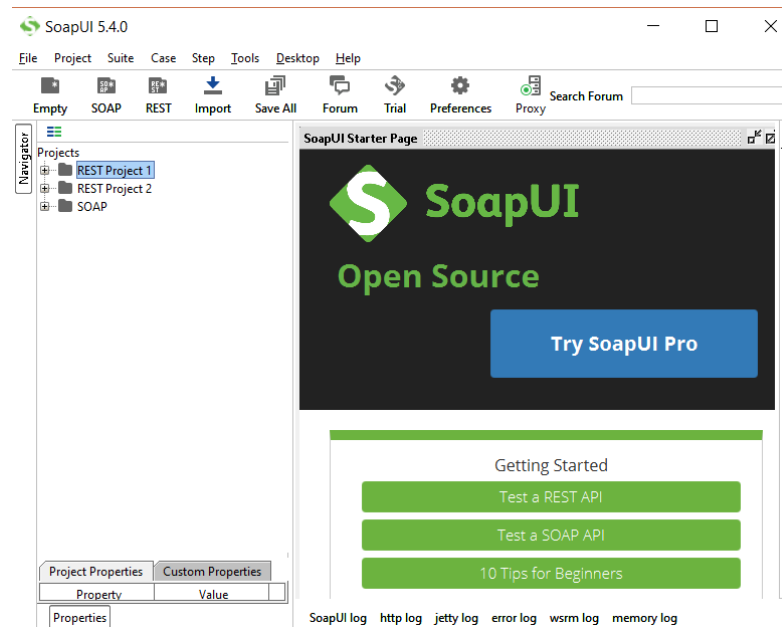 SoapUI 5.4.0
File Project Suite Case Step Tools Desktop Help
Empty SOAP REST Import Save All Forum Trial Preferences Proxy Search Forum
Navigator
Projects
REST Project 1
REST Project 2
SOAP
SoapUI Starter Page
SoapUI
Open Source
Try SoapUI Pro
Getting Started
Test a REST API
Test a SOAP API
10 Tips for Beginners
Project Properties Custom Properties
Property Value
Properties
SoapUI log http log jetty log error log wsrm log memory log